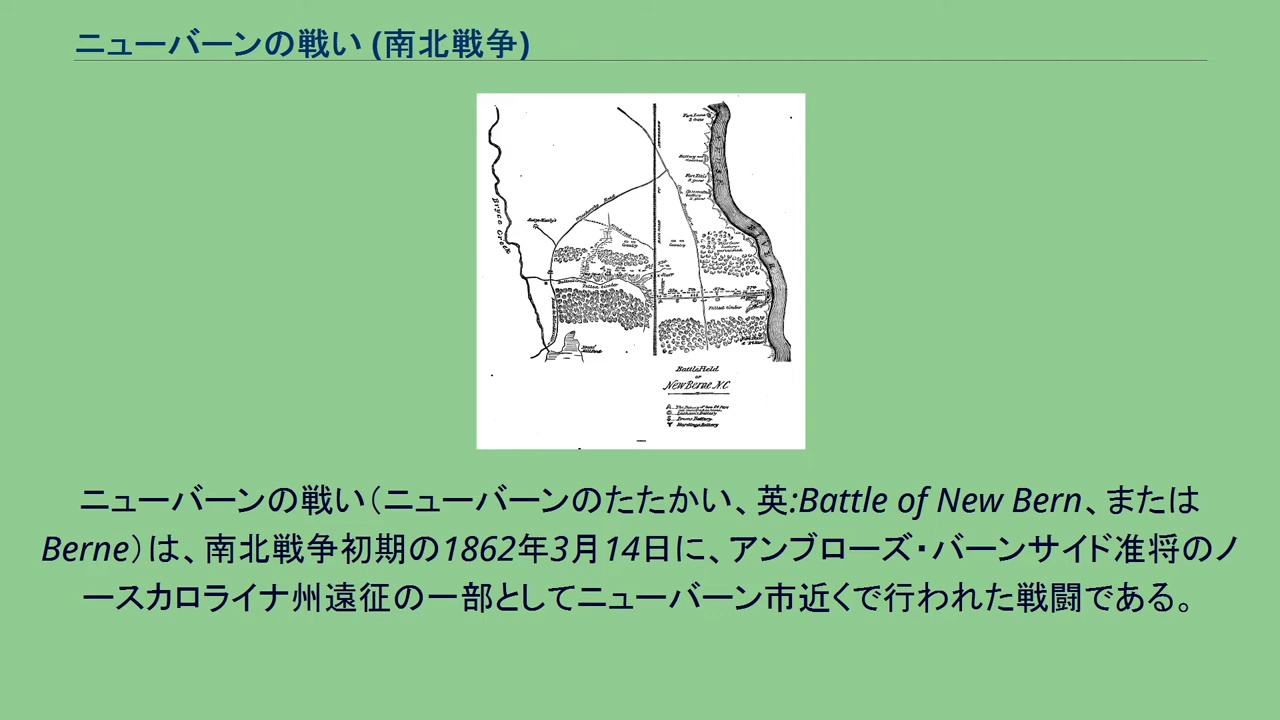 ニューバーンの戦い (南北戦争)
Bryce Creek
Felled timber
Felled timber
BattleField
OF
New Berne N.C
ニューバーンの戦い（ニューバーンのたたかい、英:Battle of New Bern、または
Berne）は、南北戦争初期の1862年3月14日に、アンブローズ・バーンサイド准将のノ
ースカロライナ州遠征の一部としてニューバーン市近くで行われた戦闘である。